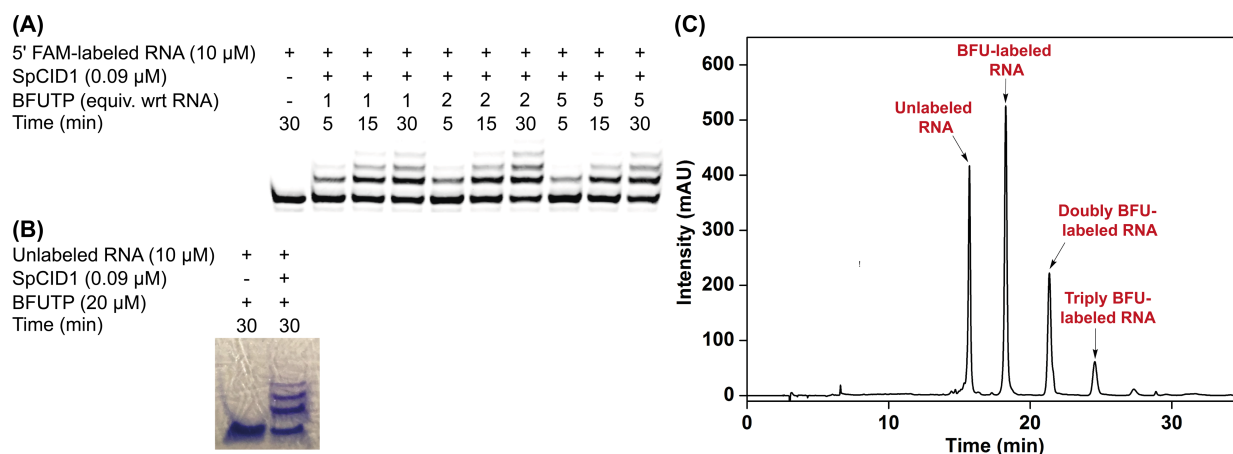 (A)
5' FAM-labeled RNA (10 µM) + + + + + + + + + +
SpCID1 (0.09 µM) - + + + + + + + + +
BFUTP (equiv. wrt RNA) - 1 1 1 2 2 2 5 5 5
Time (min) 30 5 15 30 5 15 30 5 15 30
(B)
Unlabeled RNA (10 µM) + +
SpCID1 (0.09 µM) - +
BFUTP (20 µM) + +
Time (min) 30 30
(C)
Intensity (mAU)
600
500
400
300
200
100
0
BFU-labeled
RNA
Unlabeled
RNA
Doubly BFU-
labeled RNA
Triply BFU-
labeled RNA
0 10 20 30
Time (min)